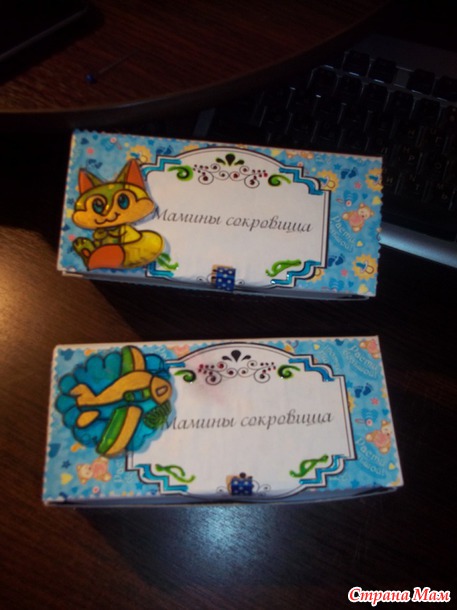 Мамины сокровища
Мамины сокровища
Страна Мам